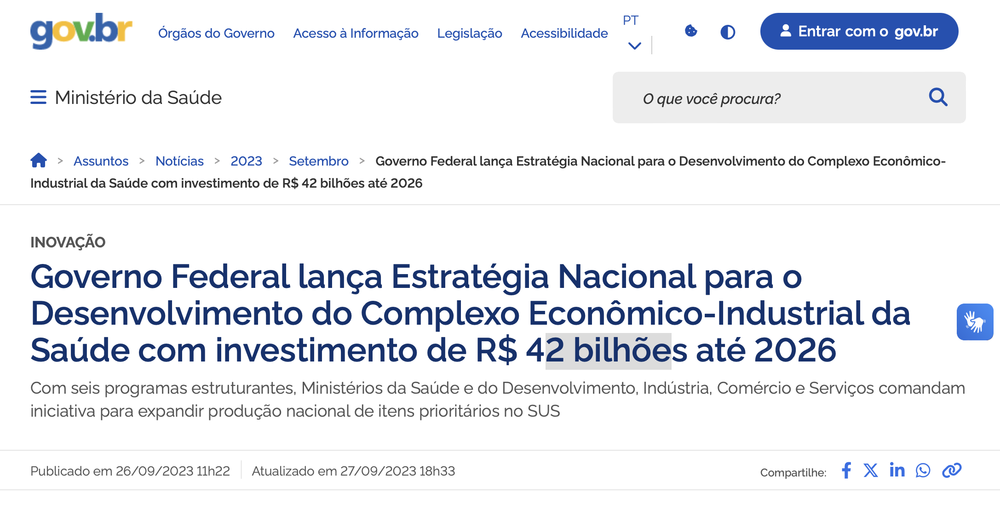 gov.br
Órgãos do Governo
Acesso à Informação
Legislação
Acessibilidade
PT
Entrar com o gov.br
Ministério da Saúde
O que você procura?
> Assuntos > Notícias > 2023 > Setembro > Governo Federal lança Estratégia Nacional para o Desenvolvimento do Complexo Econômico-
Industrial da Saúde com investimento de R$ 42 bilhões até 2026
INOVAÇÃO
Governo Federal lança Estratégia Nacional para o
Desenvolvimento do Complexo Econômico-Industrial da
Saúde com investimento de R$ 42 bilhões até 2026
Com seis programas estruturantes, Ministérios da Saúde e do Desenvolvimento, Indústria, Comércio e Serviços comandam
iniciativa para expandir produção nacional de itens prioritários no SUS
Publicado em 26/09/2023 11h22
Atualizado em 27/09/2023 18h33
Compartilhe: